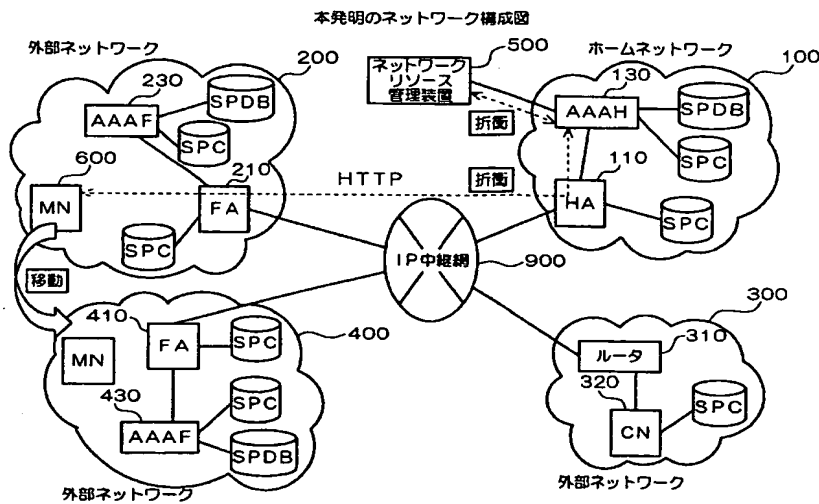 本発明のネットワーク構成図
外部ネットワーク
200
230
SPDB
AAAF
SPC
600
210
MN
FA
SPC
移動
500
ネットワーク
リソース
管理装置
折衝
HTTP
折衝
ホームネットワーク
100
130
AAAH
SPDB
SPC
110
HA
SPC
IP中継網
900
410
400
FA
SPC
MN
SPC
430
AAAF
SPDB
外部ネットワーク
300
ルータ
310
320
CN
SPC
外部ネットワーク